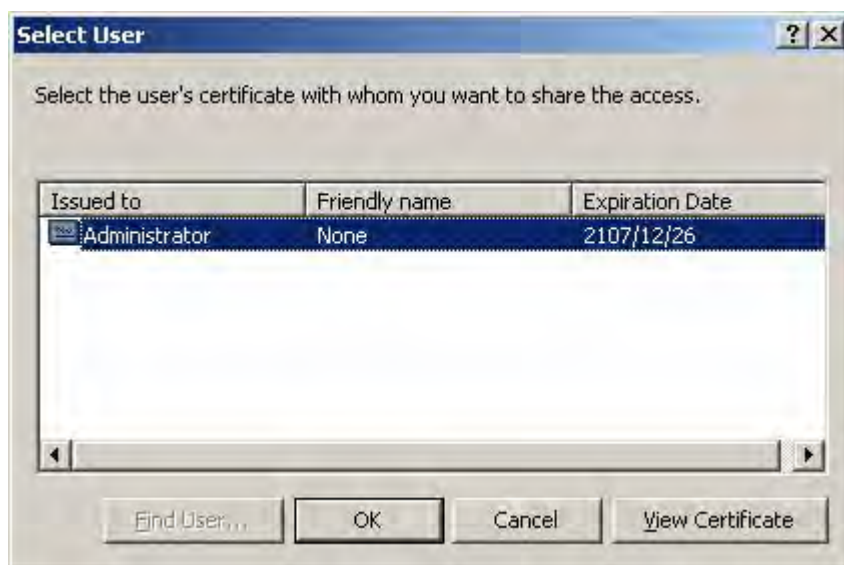 Select User
Select the user's certificate with whom you want to share the access.
Issued to Friendly name Expiration Date
Administrator None 2107/12/26
Find User... OK Cancel View Certificate